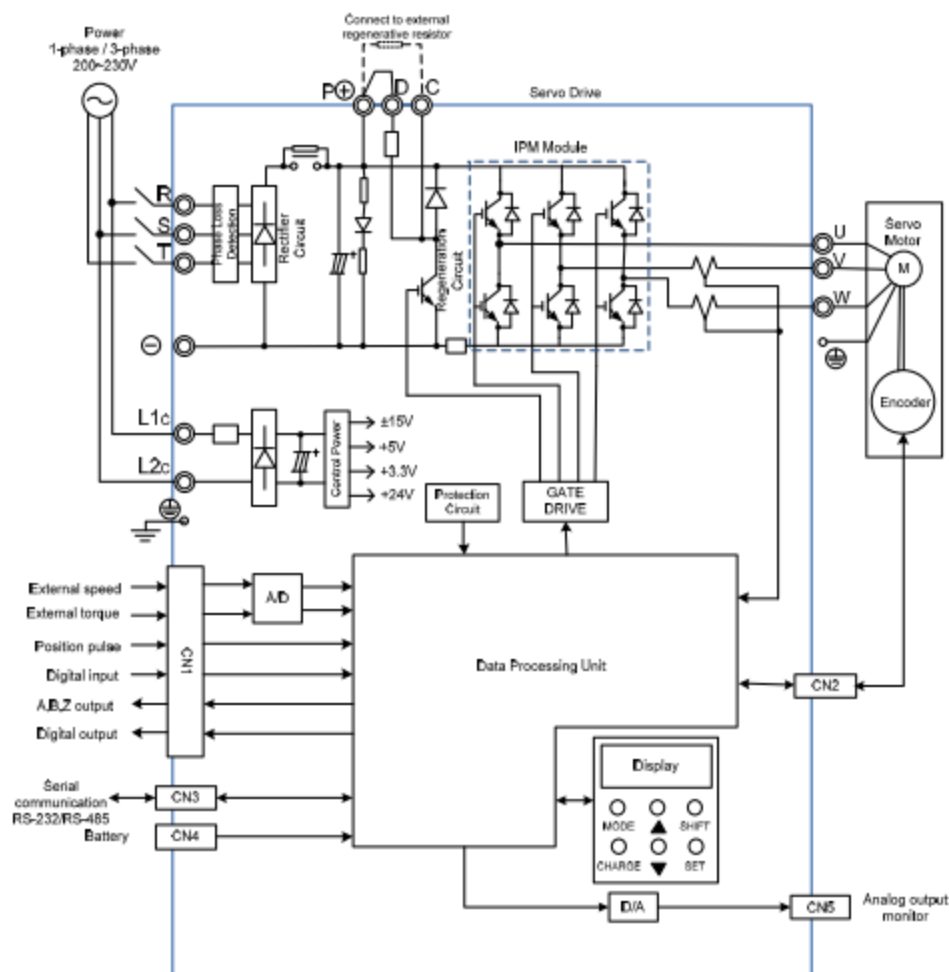 Connect to external
regenerative resistor
Power
1-phase / 3-phase
200~230V
P⊕
D
C
Servo Drive
IPM Module
R
S
T
Phase Loss
Detection
Rectifier
Circuit
Regeneration
Circuit
U
V
W
Servo
Motor
M
Encoder
⊖
L1c
L2c
Control Power
±15V
+5V
+3.3V
+24V
Protection
Circuit
GATE
DRIVE
External speed
External torque
Position pulse
Digital input
A,B,Z output
Digital output
CN1
A/D
Data Processing Unit
CN2
Display
MODE
▲
SHIFT
CHARGE
▼
SET
Serial
communication
RS-232/RS-485
CN3
Battery
CN4
D/A
CN5
Analog output
monitor